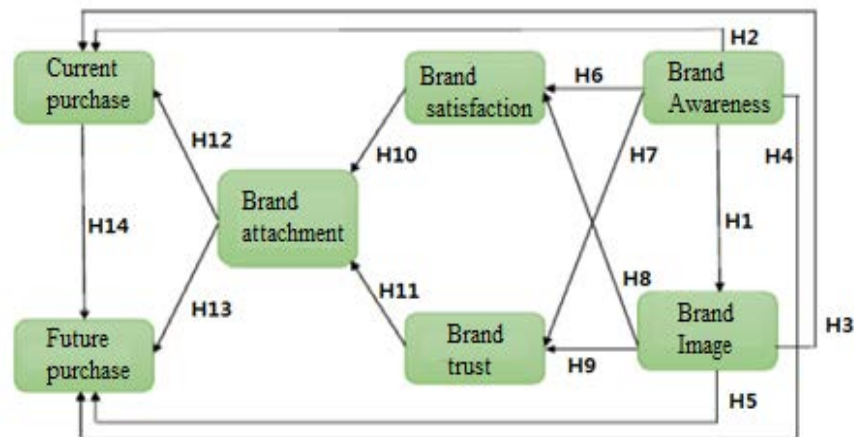 H2
Current
purchase
Brand
satisfaction
H6
Brand
Awareness
H12
H10
H7
H4
Brand
attachment
H14
H1
H13
H11
H8
Future
purchase
Brand
trust
H9
Brand
Image
H3
H5